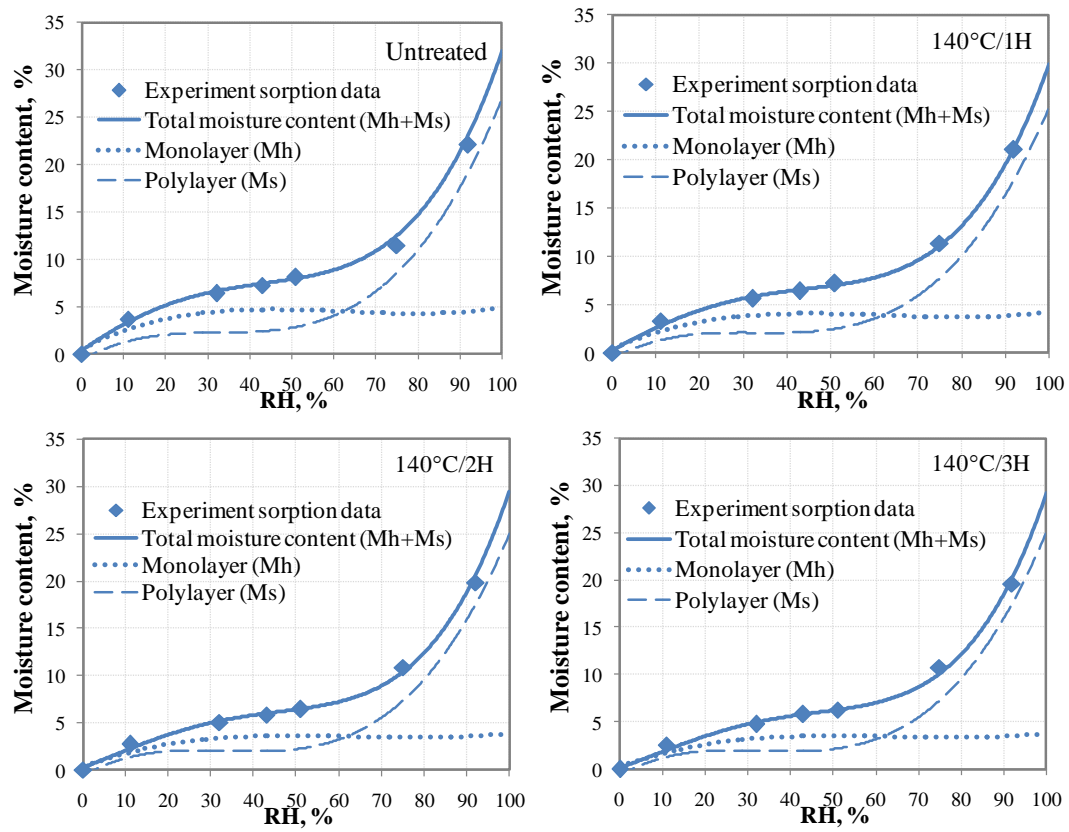 Untreated
Experiment sorption data
Total moisture content (Mh+Ms)
Monolayer (Mh)
Polylayer (Ms)
Moisture content, %
35
30
25
20
15
10
5
0
0 10 20 30 40 50 60 70 80 90 100
RH, %
140°C/1H
Experiment sorption data
Total moisture content (Mh+Ms)
Monolayer (Mh)
Polylayer (Ms)
Moisture content, %
35
30
25
20
15
10
5
0
0 10 20 30 40 50 60 70 80 90 100
RH, %
140°C/2H
Experiment sorption data
Total moisture content (Mh+Ms)
Monolayer (Mh)
Polylayer (Ms)
Moisture content, %
35
30
25
20
15
10
5
0
0 10 20 30 40 50 60 70 80 90 100
RH, %
140°C/3H
Experiment sorption data
Total moisture content (Mh+Ms)
Monolayer (Mh)
Polylayer (Ms)
Moisture content, %
35
30
25
20
15
10
5
0
0 10 20 30 40 50 60 70 80 90 100
RH, %